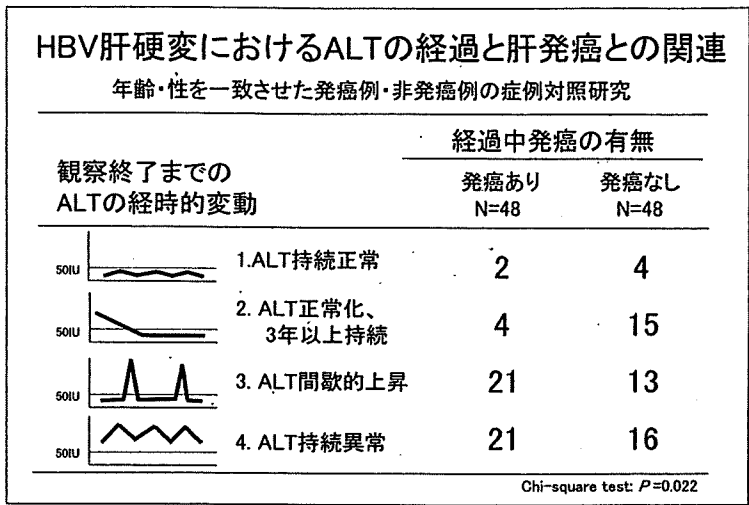 HBV肝硬変におけるALTの経過と肝発癌との関連
年齢・性を一致させた発癌例・非発癌例の症例対照研究
経過中発癌の有無
観察終了までの
ALTの経時的変動
発癌あり
N=48
発癌なし
N=48
50IU
1.ALT持続正常
2
4
50IU
2. ALT正常化、
3年以上持続
4
15
50IU
3. ALT間歇的上昇
21
13
50IU
4. ALT持続異常
21
16
Chi-square test: P=0.022